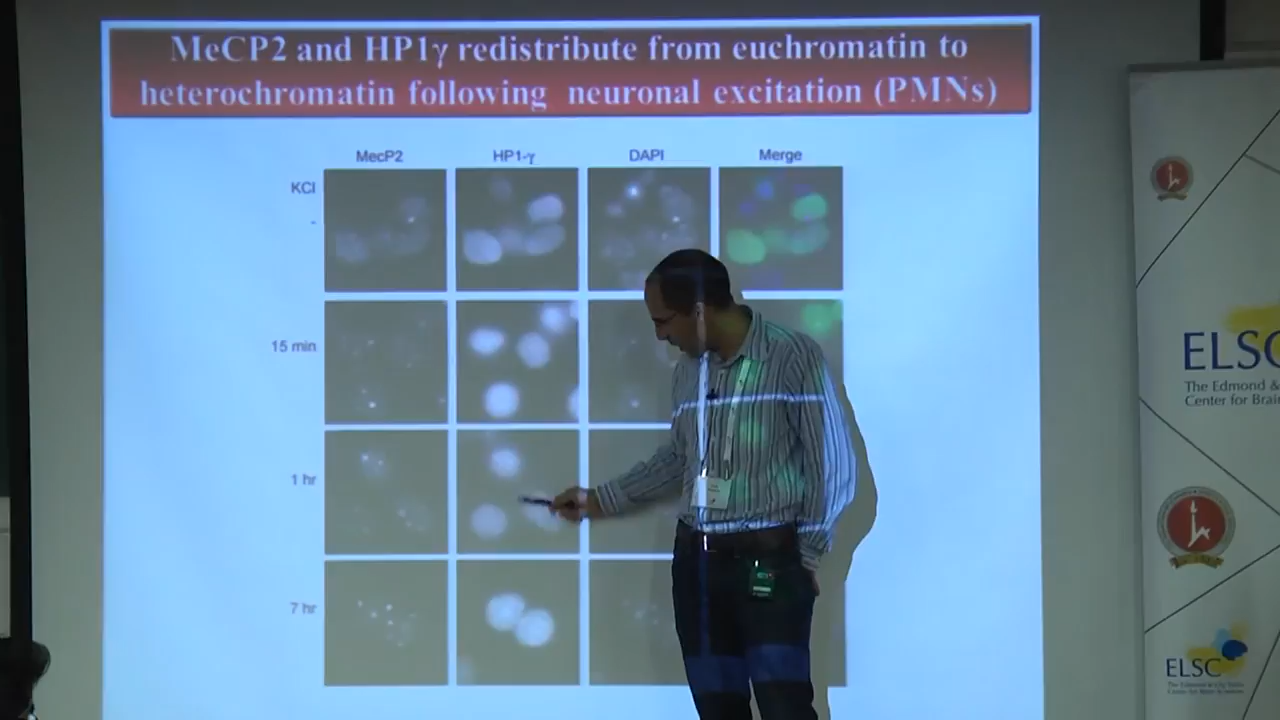 MeCP2 and HP1γ redistribute from euchromatin to
heterochromatin following neuronal excitation (PMNs)
MecP2 HP1-γ DAPI Merge
KCl
-
15 min
1 hr
7 hr
ELSC
The Edmond &
Center for Brai
ELSC